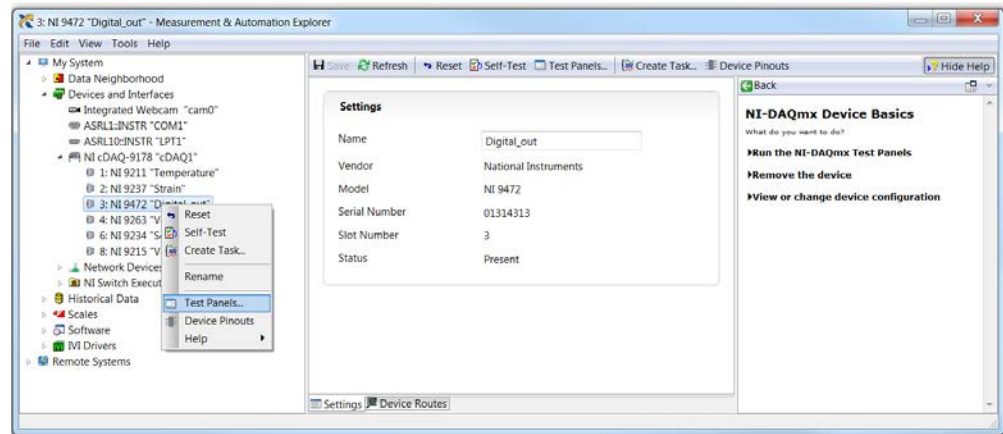 3: NI 9472 "Digital_out" - Measurement & Automation Explorer
File Edit View Tools Help
My System
Data Neighborhood
Devices and Interfaces
Integrated Webcam "cam0"
ASRL1::INSTR "COM1"
ASRL10::INSTR "LPT1"
NI cDAQ-9178 "cDAQ1"
1: NI 9211 "Temperature"
2: NI 9237 "Strain"
3: NI 9472 "Digital_out"
4: NI 9263 "V
6: NI 9234 "S
8: NI 9215 "V
Network Devices
NI Switch Execut
Historical Data
Scales
Software
IVI Drivers
Remote Systems
Reset
Self-Test
Create Task...
Rename
Test Panels...
Device Pinouts
Help
Save Refresh Reset Self-Test Test Panels... Create Task... Device Pinouts Hide Help
Settings
Name Digital_out
Vendor National Instruments
Model NI 9472
Serial Number 01314313
Slot Number 3
Status Present
Settings Device Routes
Back
NI-DAQmx Device Basics
What do you want to do?
Run the NI-DAQmx Test Panels
Remove the device
View or change device configuration